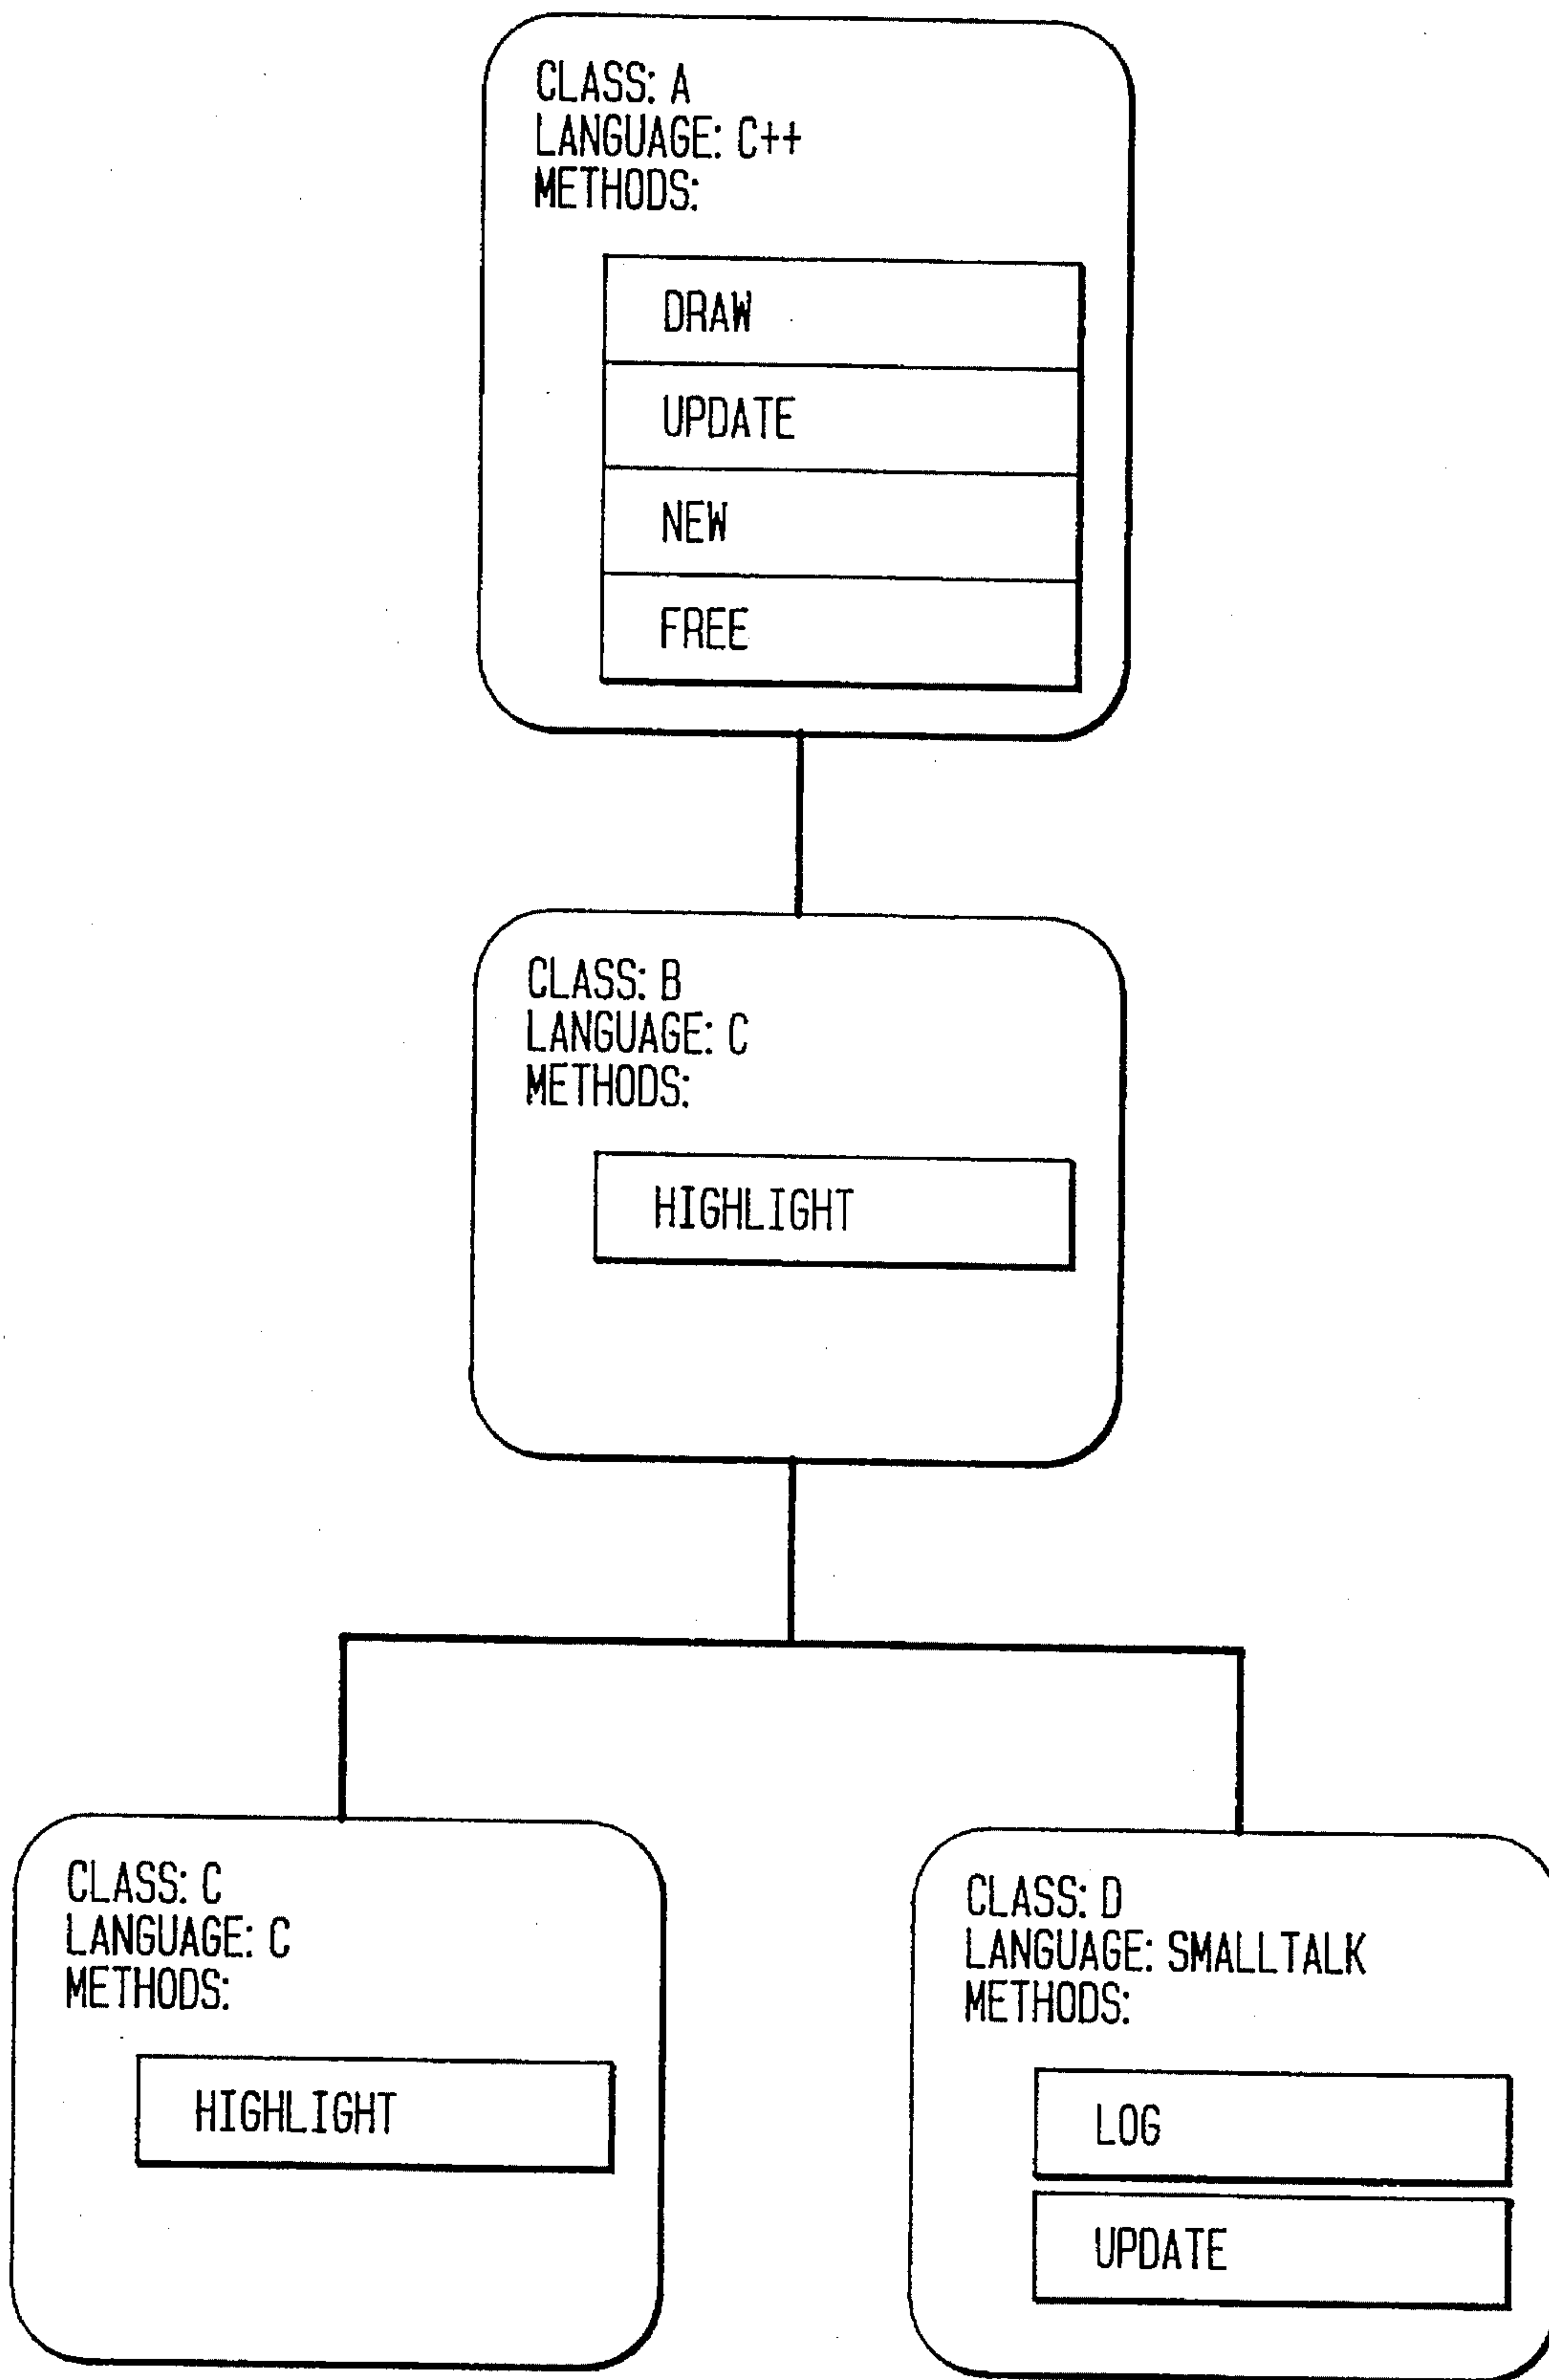 CLASS: A
LANGUAGE: C++
METHODS:
DRAW
UPDATE
NEW
FREE
CLASS: B
LANGUAGE: C
METHODS:
HIGHLIGHT
CLASS: C
LANGUAGE: C
METHODS:
HIGHLIGHT
CLASS: D
LANGUAGE: SMALLTALK
METHODS:
LOG
UPDATE